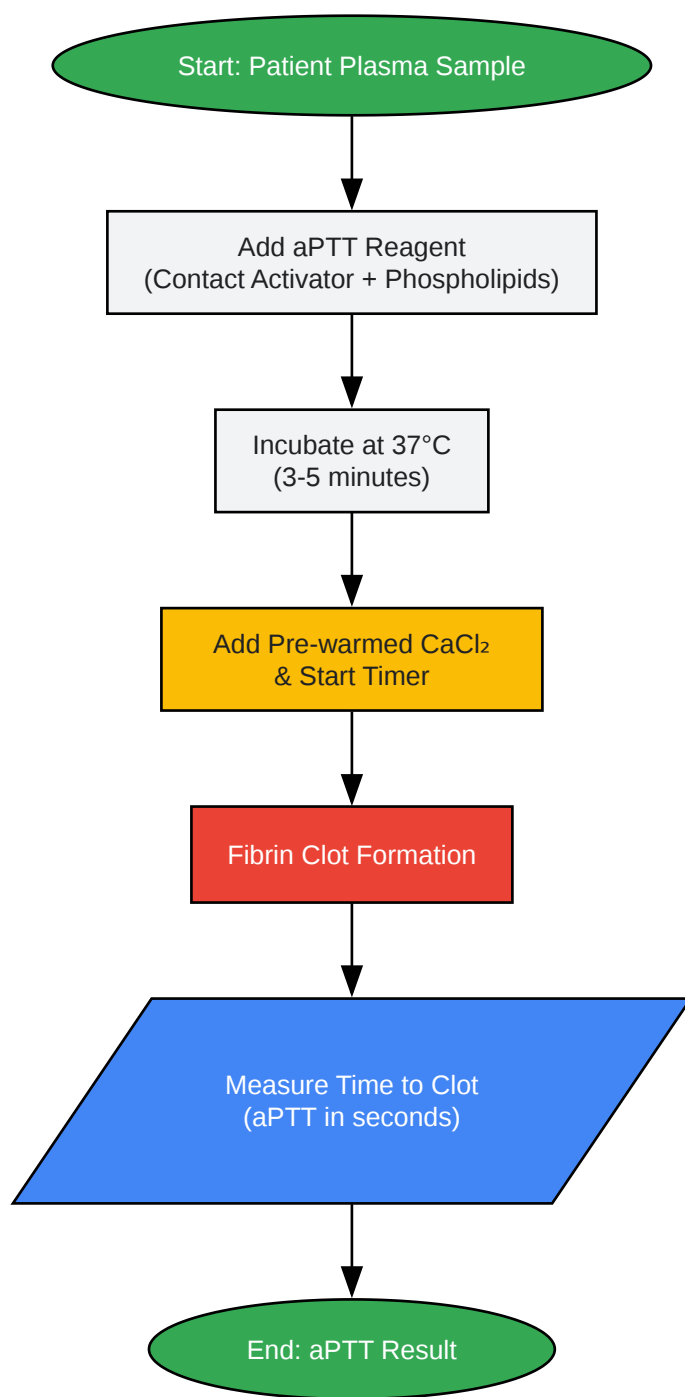 Start: Patient Plasma Sample
Add aPTT Reagent
(Contact Activator + Phospholipids)
Incubate at 37°C
(3-5 minutes)
Add Pre-warmed CaCl₂
& Start Timer
Fibrin Clot Formation
Measure Time to Clot
(aPTT in seconds)
End: aPTT Result